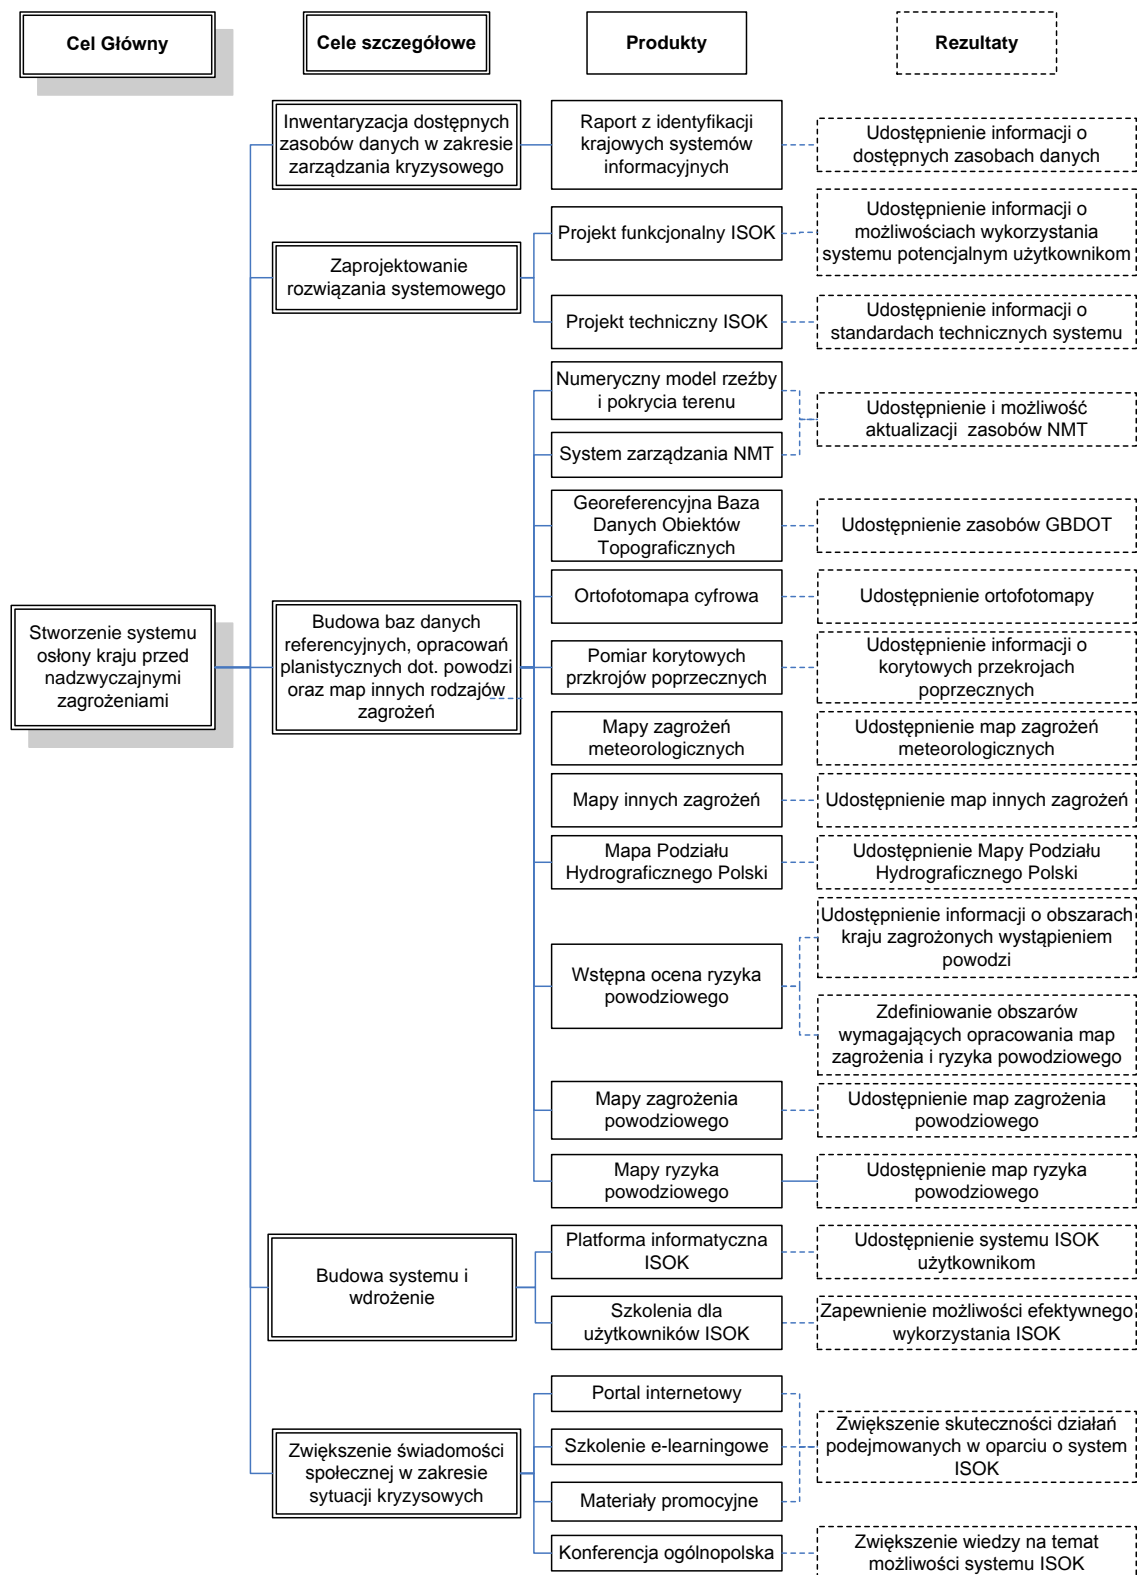 Cel Główny
Cele szczegółowe
Produkty
Rezultaty
Inwentaryzacja dostępnych
zasobów danych w zakresie
zarządzania kryzysowego
Raport z identyfikacji
krajowych systemów
informacyjnych
Udostępnienie informacji o
dostępnych zasobach danych
Zaprojektowanie
rozwiązania systemowego
Projekt funkcjonalny ISOK
Udostępnienie informacji o
możliwościach wykorzystania
systemu potencjalnym użytkownikom
Projekt techniczny ISOK
Udostępnienie informacji o
standardach technicznych systemu
Stworzenie systemu
osłony kraju przed
nadzwyczajnymi
zagrożeniami
Budowa baz danych
referencyjnych, opracowań
planistycznych dot. powodzi
oraz map innych rodzajów
zagrożeń
Numeryczny model rzeźby
i pokrycia terenu
System zarządzania NMT
Udostępnienie i możliwość
aktualizacji  zasobów NMT
Georeferencyjna Baza
Danych Obiektów
Topograficznych
Udostępnienie zasobów GBDOT
Ortofotomapa cyfrowa
Udostępnienie ortofotomapy
Pomiar korytowych
przkrojów poprzecznych
Udostępnienie informacji o
korytowych przekrojach
poprzecznych
Mapy zagrożeń
meteorologicznych
Udostępnienie map zagrożeń
meteorologicznych
Mapy innych zagrożeń
Udostępnienie map innych zagrożeń
Mapa Podziału
Hydrograficznego Polski
Udostępnienie Mapy Podziału
Hydrograficznego Polski
Wstępna ocena ryzyka
powodziowego
Udostępnienie informacji o obszarach
kraju zagrożonych wystąpieniem
powodzi
Zdefiniowanie obszarów
wymagających opracowania map
zagrożenia i ryzyka powodziowego
Mapy zagrożenia
powodziowego
Udostępnienie map zagrożenia
powodziowego
Mapy ryzyka
powodziowego
Udostępnienie map ryzyka
powodziowego
Budowa systemu i
wdrożenie
Platforma informatyczna
ISOK
Udostępnienie systemu ISOK
użytkownikom
Szkolenia dla
użytkowników ISOK
Zapewnienie możliwości efektywnego
wykorzystania ISOK
Zwiększenie świadomości
społecznej w zakresie
sytuacji kryzysowych
Portal internetowy
Szkolenie e-learningowe
Materiały promocyjne
Zwiększenie skuteczności działań
podejmowanych w oparciu o system
ISOK
Konferencja ogólnopolska
Zwiększenie wiedzy na temat
możliwości systemu ISOK